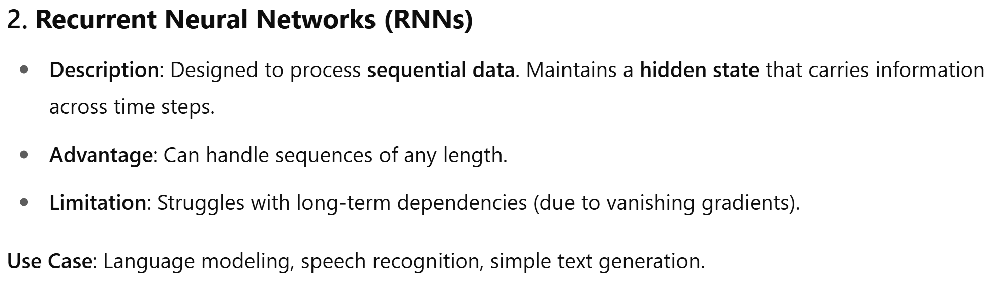 2. Recurrent Neural Networks (RNNs)
• Description: Designed to process sequential data. Maintains a hidden state that carries information
across time steps.
• Advantage: Can handle sequences of any length.
• Limitation: Struggles with long-term dependencies (due to vanishing gradients).
Use Case: Language modeling, speech recognition, simple text generation.